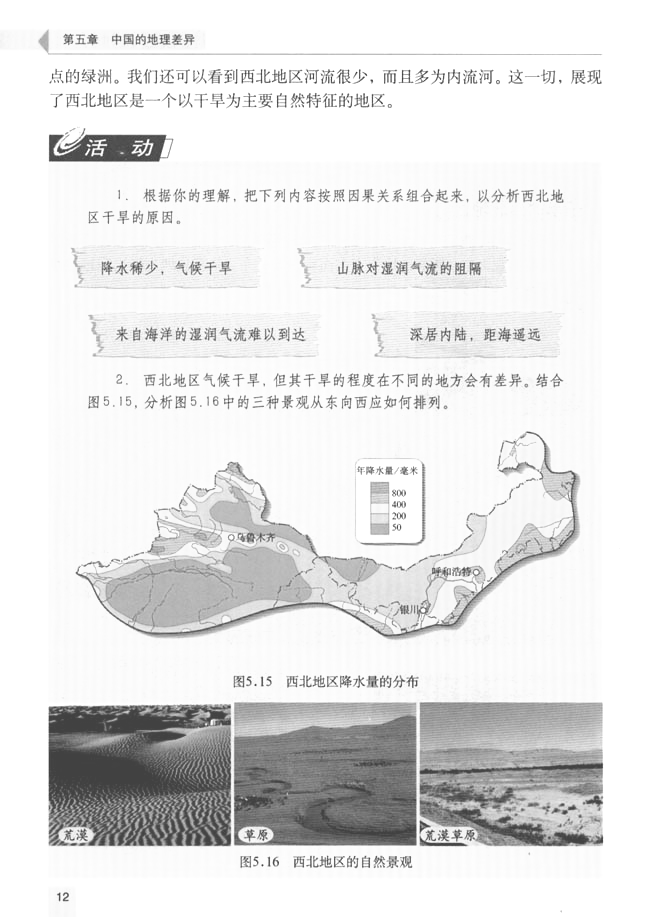 第五章 中国的地理差异
点的绿洲。我们还可以看到西北地区河流很少，而且多为内流河。这一切，展现
了西北地区是一个以干旱为主要自然特征的地区。
活动
1. 根据你的理解，把下列内容按照因果关系组合起来，以分析西北地
区干旱的原因。
降水稀少，气候干旱
山脉对湿润气流的阻隔
来自海洋的湿润气流难以到达
深居内陆，距海遥远
2. 西北地区气候干旱，但其干旱的程度在不同的地方会有差异。结合
图5.15，分析图5.16中的三种景观从东向西应如何排列。
年降水量/毫米
800
400
200
50
乌鲁木齐
呼和浩特
银川
图5.15 西北地区降水量的分布
荒漠
草原
荒漠草原
图5.16 西北地区的自然景观
12